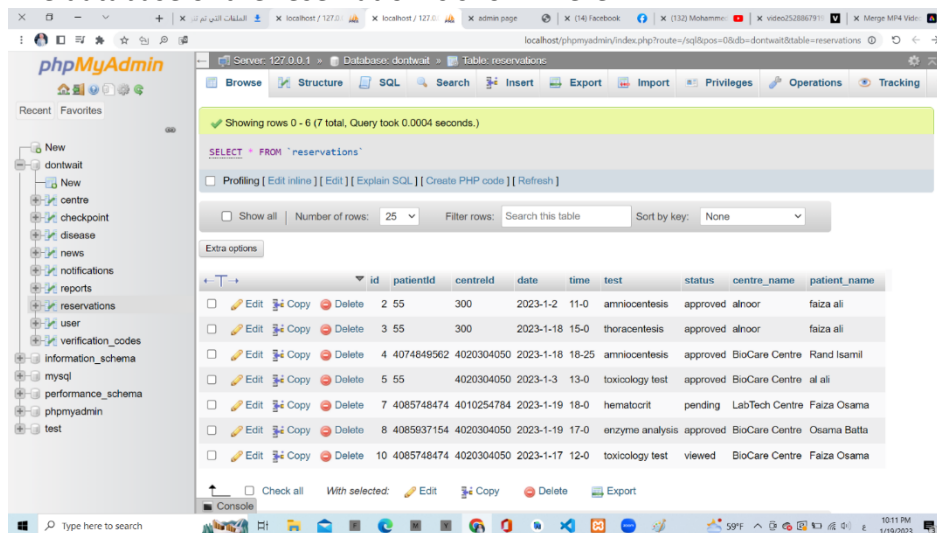 localhost / 127.0.
localhost / 127.0.
admin page
(14) Facebook
(132) Mohamme
video2528867919
Merge MP4 Video
localhost/phpmyadmin/index.php?route=/sql&pos=0&db=dontwait&table=reservations
phpMyAdmin
Recent Favorites
New
dontwait
New
centre
checkpoint
disease
news
notifications
reports
reservations
user
verification_codes
information_schema
mysql
performance_schema
phpmyadmin
test
Server: 127.0.0.1 » Database: dontwait » Table: reservations
Browse Structure SQL Search Insert Export Import Privileges Operations Tracking
Showing rows 0 - 6 (7 total, Query took 0.0004 seconds.)
SELECT * FROM `reservations`
Profiling [ Edit inline ] [ Edit ] [ Explain SQL ] [ Create PHP code ] [ Refresh ]
Show all | Number of rows: 25 Filter rows: Search this table Sort by key: None
Extra options
id patientId centreId date time test status centre_name patient_name
Edit Copy Delete 2 55 300 2023-1-2 11-0 amniocentesis approved alnoor faiza ali
Edit Copy Delete 3 55 300 2023-1-18 15-0 thoracentesis approved alnoor faiza ali
Edit Copy Delete 4 4074849562 4020304050 2023-1-18 18-25 amniocentesis approved BioCare Centre Rand Isamil
Edit Copy Delete 5 55 4020304050 2023-1-3 13-0 toxicology test approved BioCare Centre al ali
Edit Copy Delete 7 4085748474 4010254784 2023-1-19 18-0 hematocrit pending LabTech Centre Faiza Osama
Edit Copy Delete 8 4085937154 4020304050 2023-1-19 17-0 enzyme analysis approved BioCare Centre Osama Batta
Edit Copy Delete 10 4085748474 4020304050 2023-1-17 12-0 toxicology test viewed BioCare Centre Faiza Osama
Check all With selected: Edit Copy Delete Export
Console
Type here to search
59°F
10:11 PM
1/19/2023